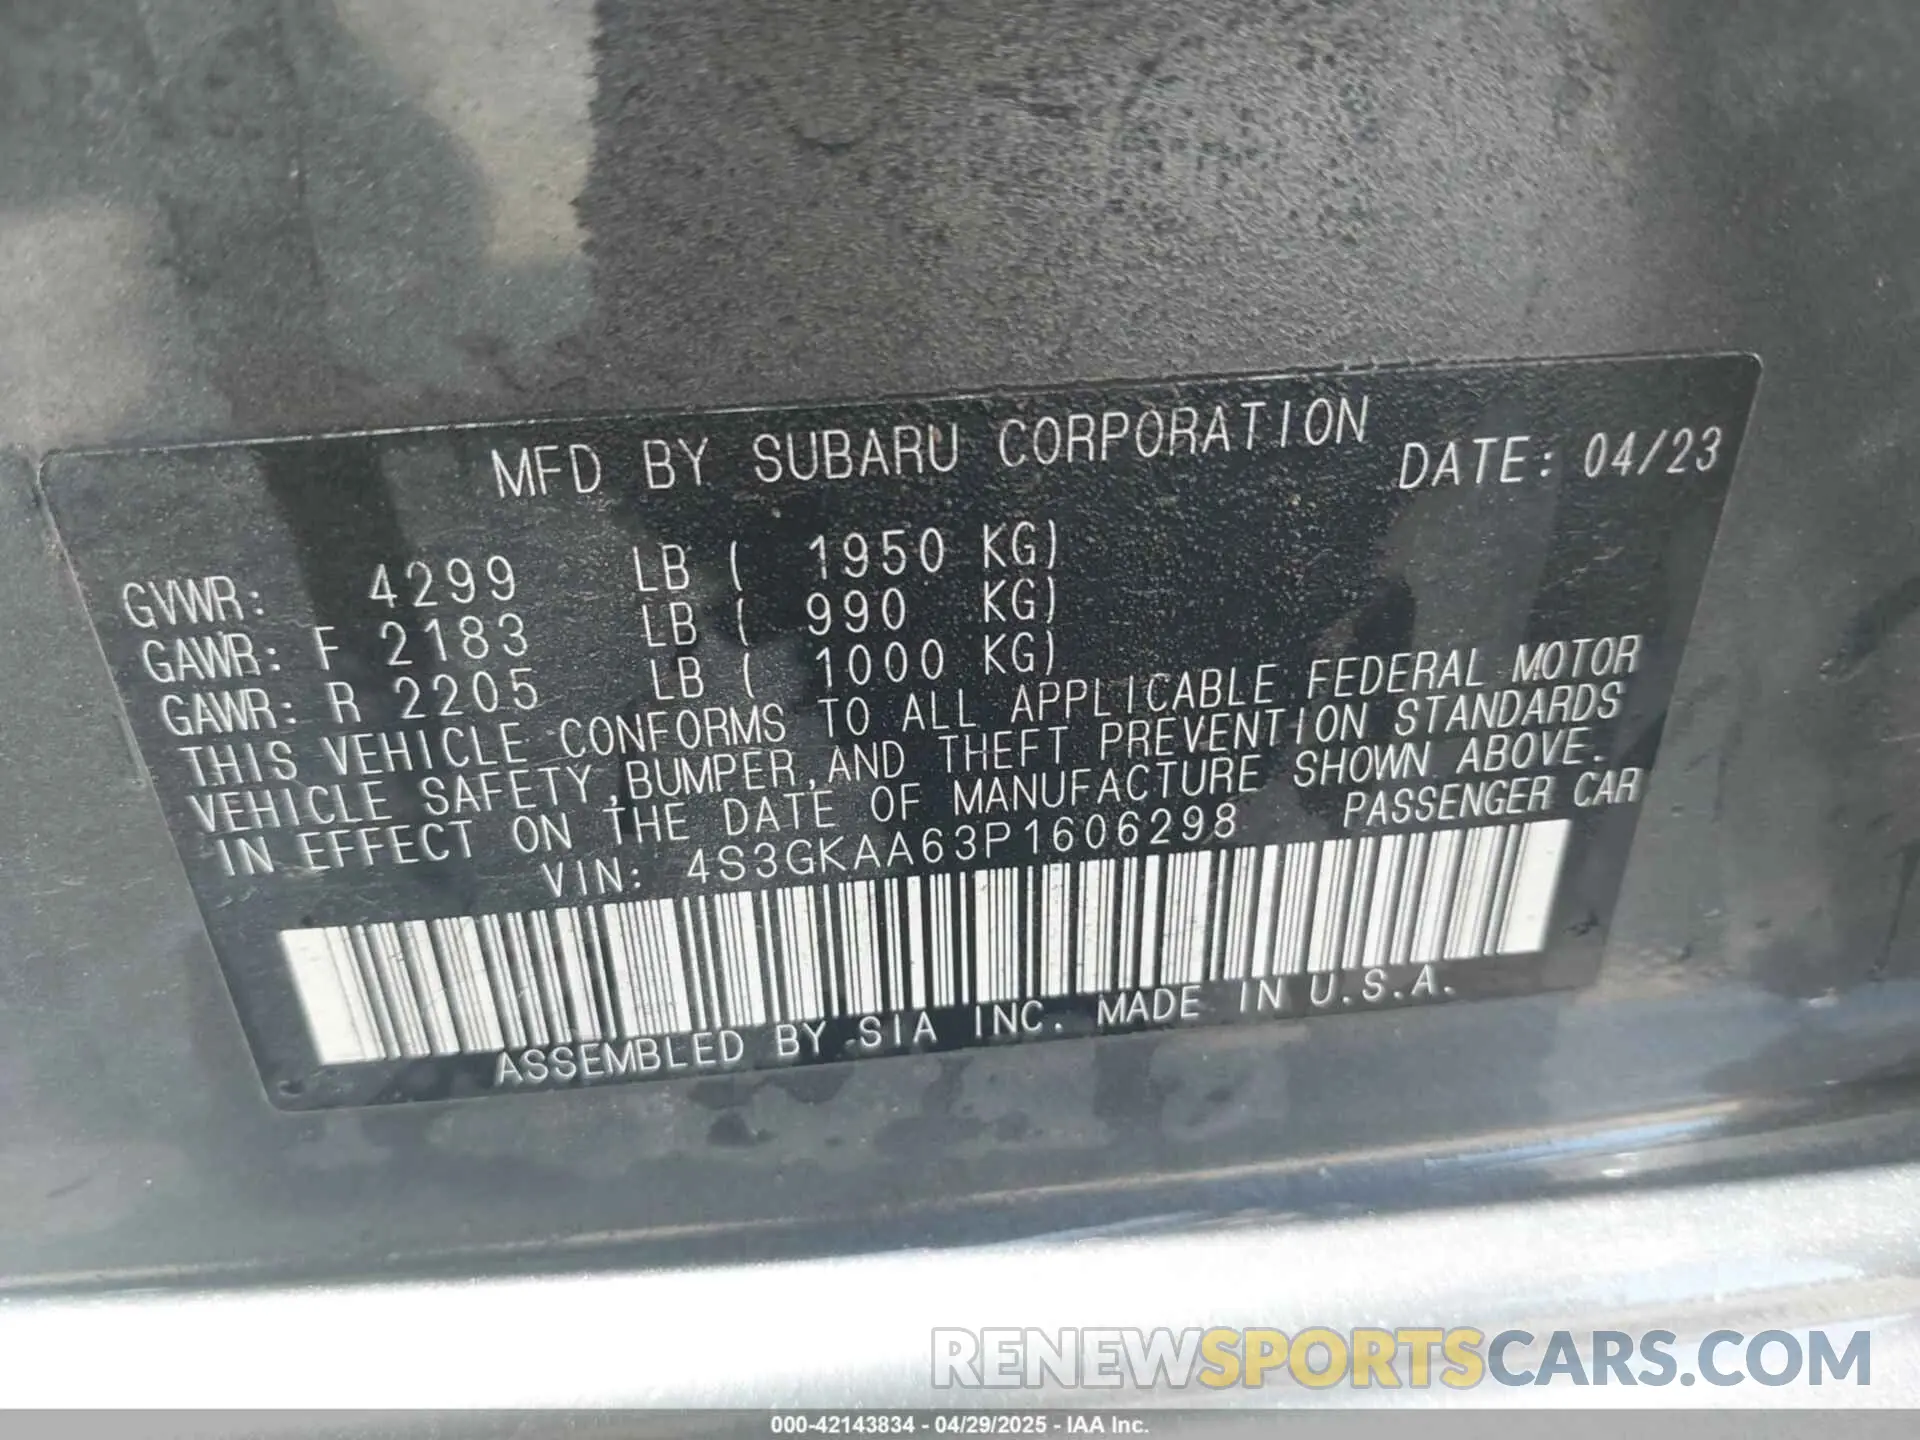 MFD BY SUBARU CORPORATION DATE: 04/23
GVWR: 4299 LB ( 1950 KG)
GAWR: F 2183 LB ( 990 KG)
GAWR: R 2205 LB ( 1000 KG)
THIS VEHICLE CONFORMS TO ALL APPLICABLE FEDERAL MOTOR
VEHICLE SAFETY,BUMPER,AND THEFT PREVENTION STANDARDS
IN EFFECT ON THE DATE OF MANUFACTURE SHOWN ABOVE.
VIN: 4S3GKAA63P1606298 PASSENGER CAR
ASSEMBLED BY SIA INC. MADE IN U.S.A.
RENEWSPORTSCARS.COM
000-42143834 - 04/29/2025 - IAA Inc.